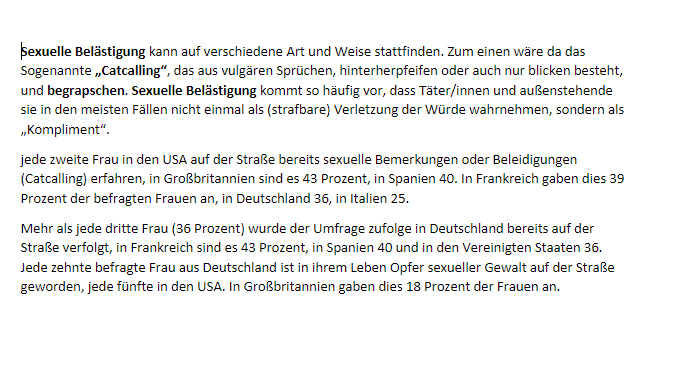 Sexuelle Belästigung kann auf verschiedene Art und Weise stattfinden. Zum einen wäre da das
Sogenannte „Catcalling“, das aus vulgären Sprüchen, hinterherpfeifen oder auch nur blicken besteht,
und begrapschen. Sexuelle Belästigung kommt so häufig vor, dass Täter/innen und außenstehende
sie in den meisten Fällen nicht einmal als (strafbare) Verletzung der Würde wahrnehmen, sondern als
„Kompliment“.
jede zweite Frau in den USA auf der Straße bereits sexuelle Bemerkungen oder Beleidigungen
(Catcalling) erfahren, in Großbritannien sind es 43 Prozent, in Spanien 40. In Frankreich gaben dies 39
Prozent der befragten Frauen an, in Deutschland 36, in Italien 25.
Mehr als jede dritte Frau (36 Prozent) wurde der Umfrage zufolge in Deutschland bereits auf der
Straße verfolgt, in Frankreich sind es 43 Prozent, in Spanien 40 und in den Vereinigten Staaten 36.
Jede zehnte befragte Frau aus Deutschland ist in ihrem Leben Opfer sexueller Gewalt auf der Straße
geworden, jede fünfte in den USA. In Großbritannien gaben dies 18 Prozent der Frauen an.